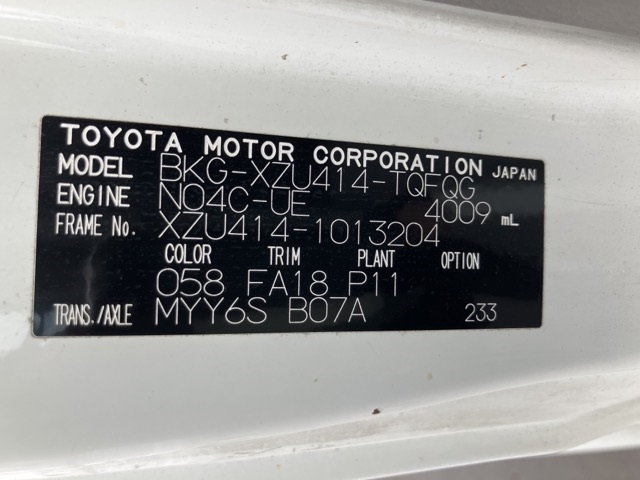 TOYOTA MOTOR CORPORATION JAPAN
MODEL BKG-XZU414-TQFQG
ENGINE N04C-UE 4009 mL
FRAME No. XZU414-1013204
COLOR TRIM PLANT OPTION
058 FA18 P11
TRANS./AXLE MYY6S B07A 233